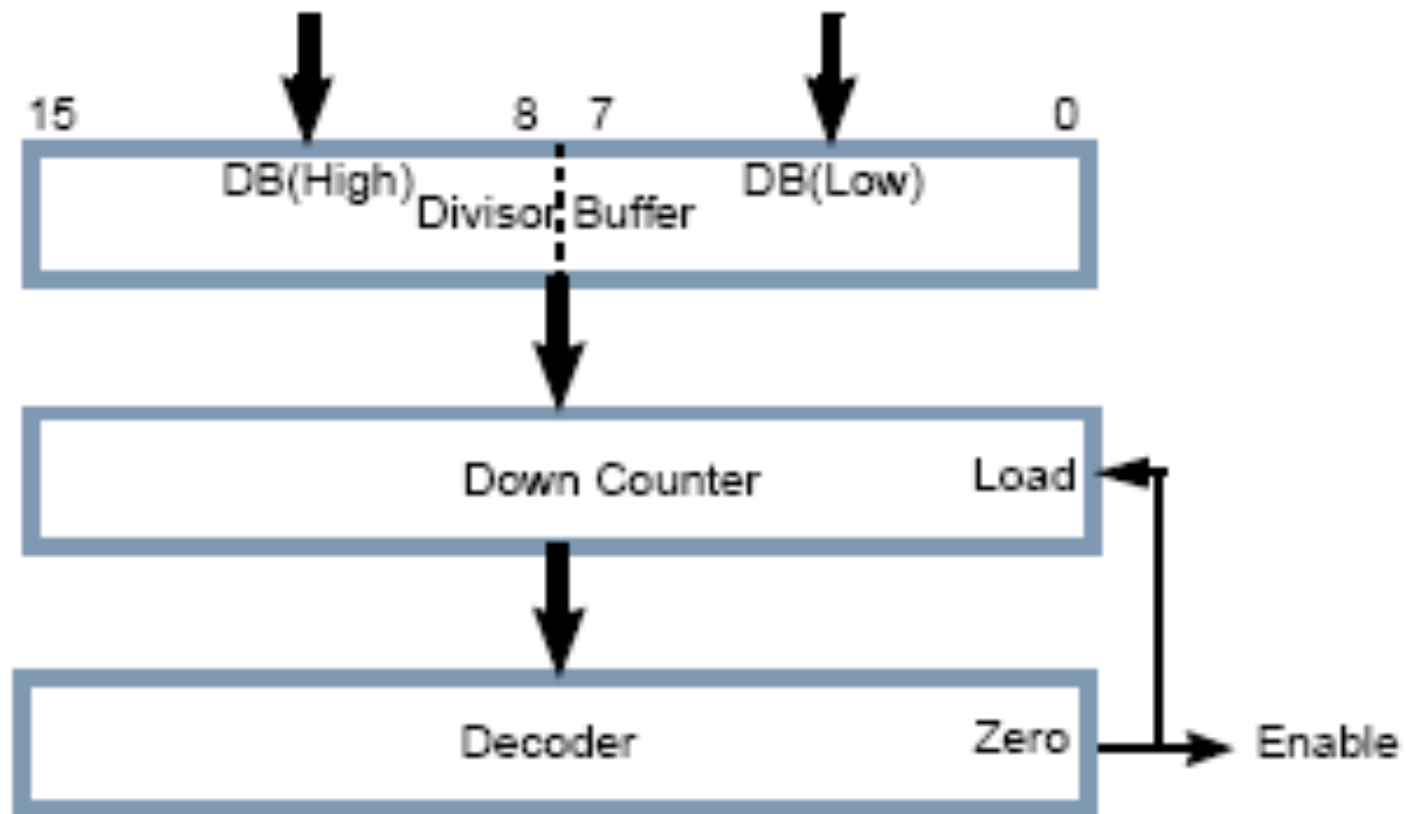 15 8 7 0
DB(High) DB(Low)
Divisor Buffer
Down Counter Load
Decoder Zero Enable